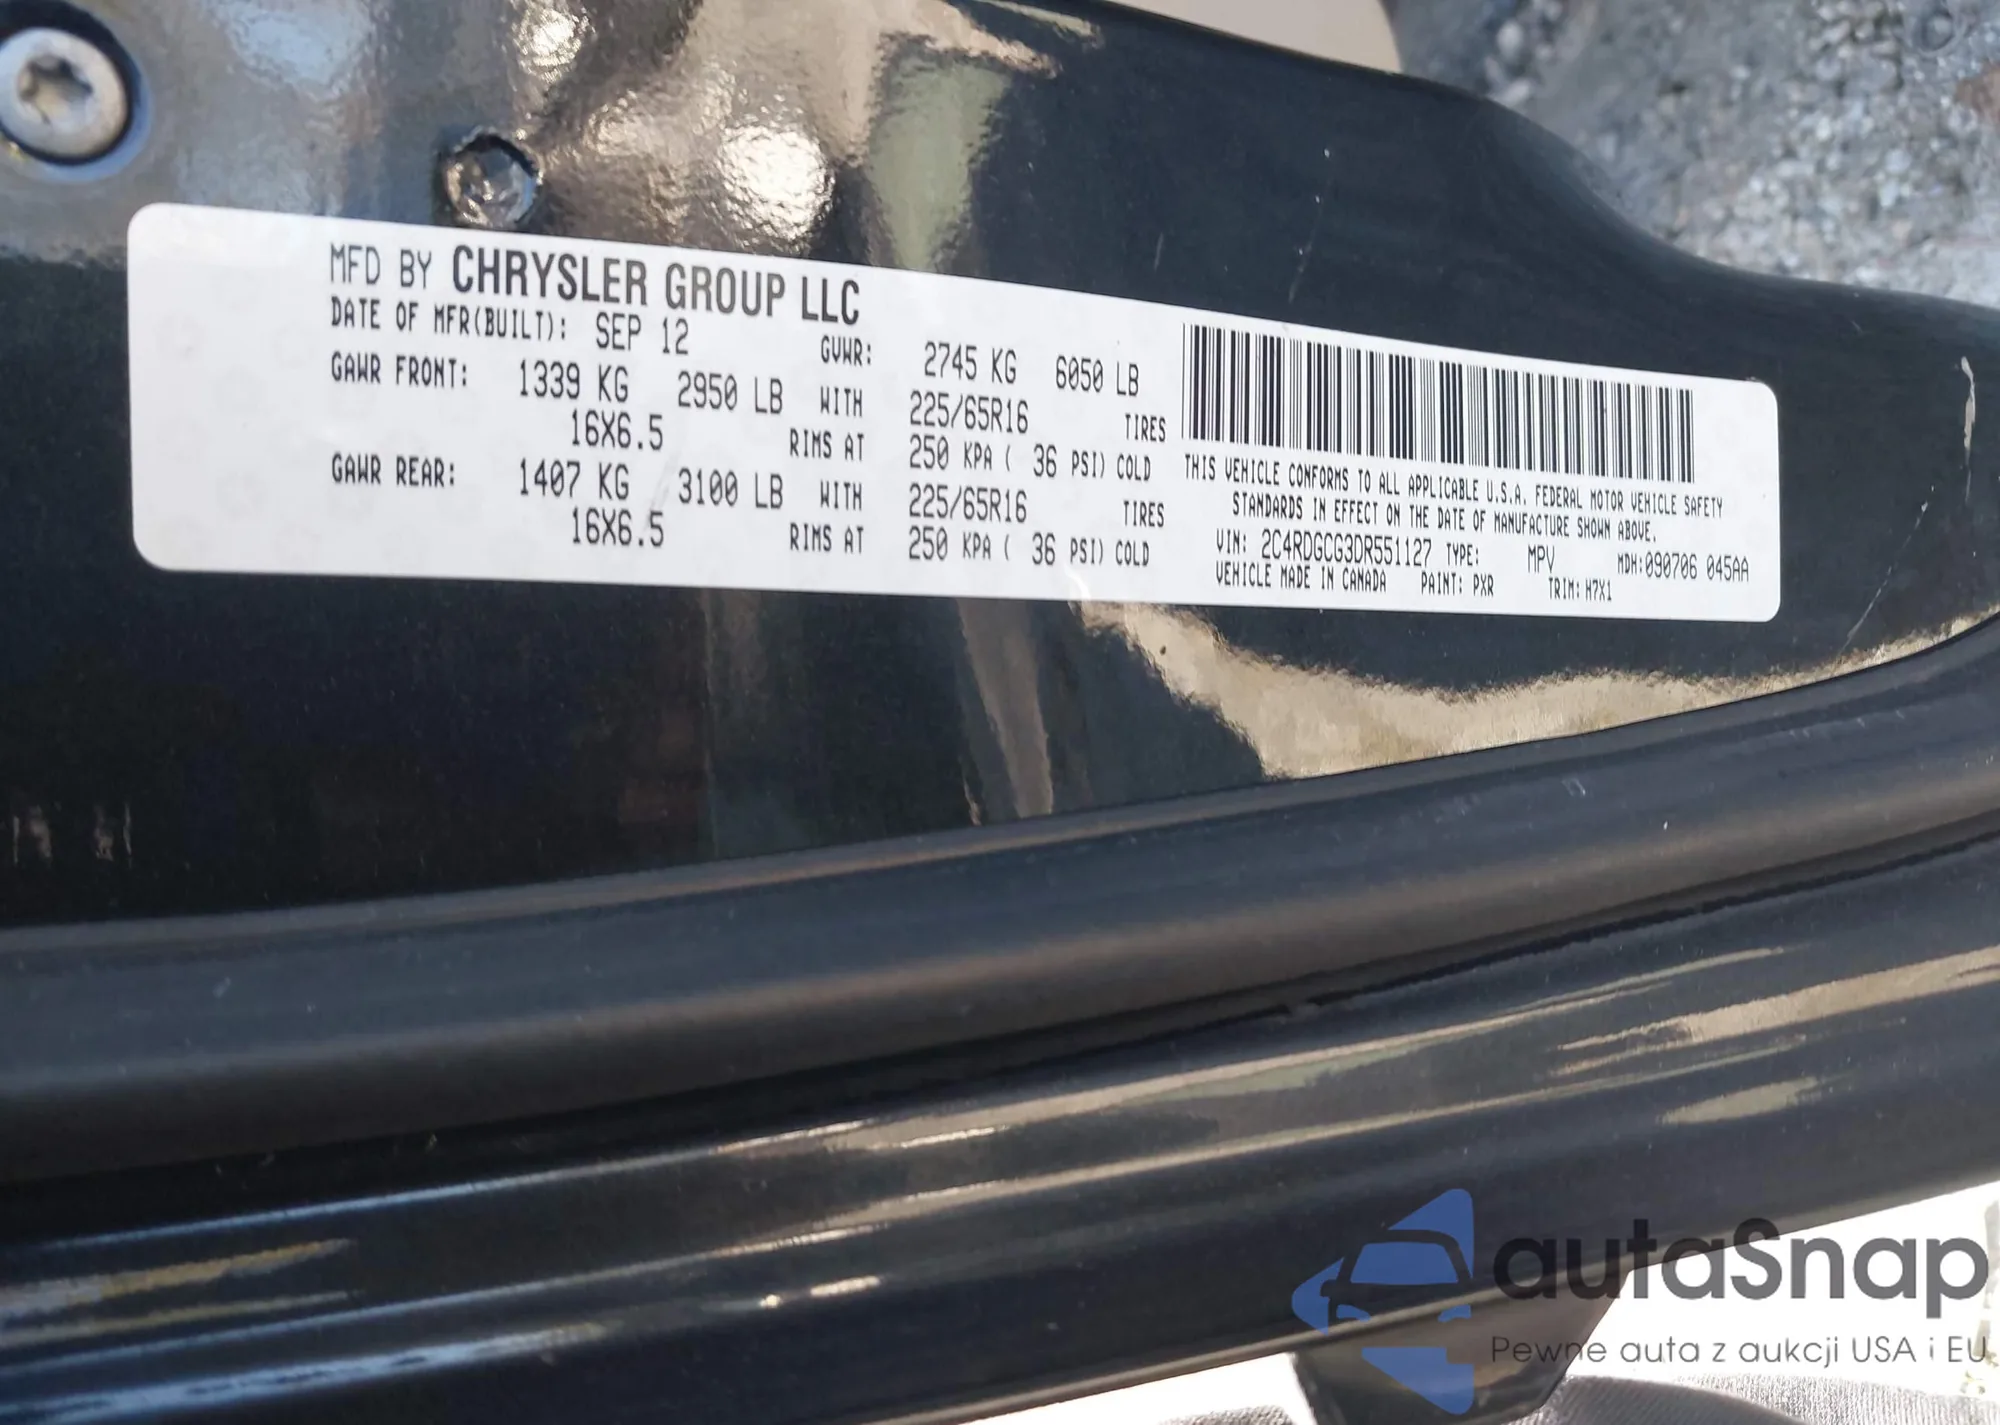 MFD BY CHRYSLER GROUP LLC
DATE OF MFR(BUILT): SEP 12 GVWR: 2745 KG 6050 LB
GAWR FRONT: 1339 KG 2950 LB WITH 225/65R16 TIRES
16X6.5 RIMS AT 250 KPA ( 36 PSI) COLD
GAWR REAR: 1407 KG 3100 LB WITH 225/65R16 TIRES
16X6.5 RIMS AT 250 KPA ( 36 PSI) COLD
THIS VEHICLE CONFORMS TO ALL APPLICABLE U.S.A. FEDERAL MOTOR VEHICLE SAFETY
STANDARDS IN EFFECT ON THE DATE OF MANUFACTURE SHOWN ABOVE.
VIN: 2C4RDGCG3DR551127 TYPE: MPV MDH:090706 045AA
VEHICLE MADE IN CANADA PAINT: PXR TRIM: H7X1
autaSnap
Pewne auta z aukcji USA i EU